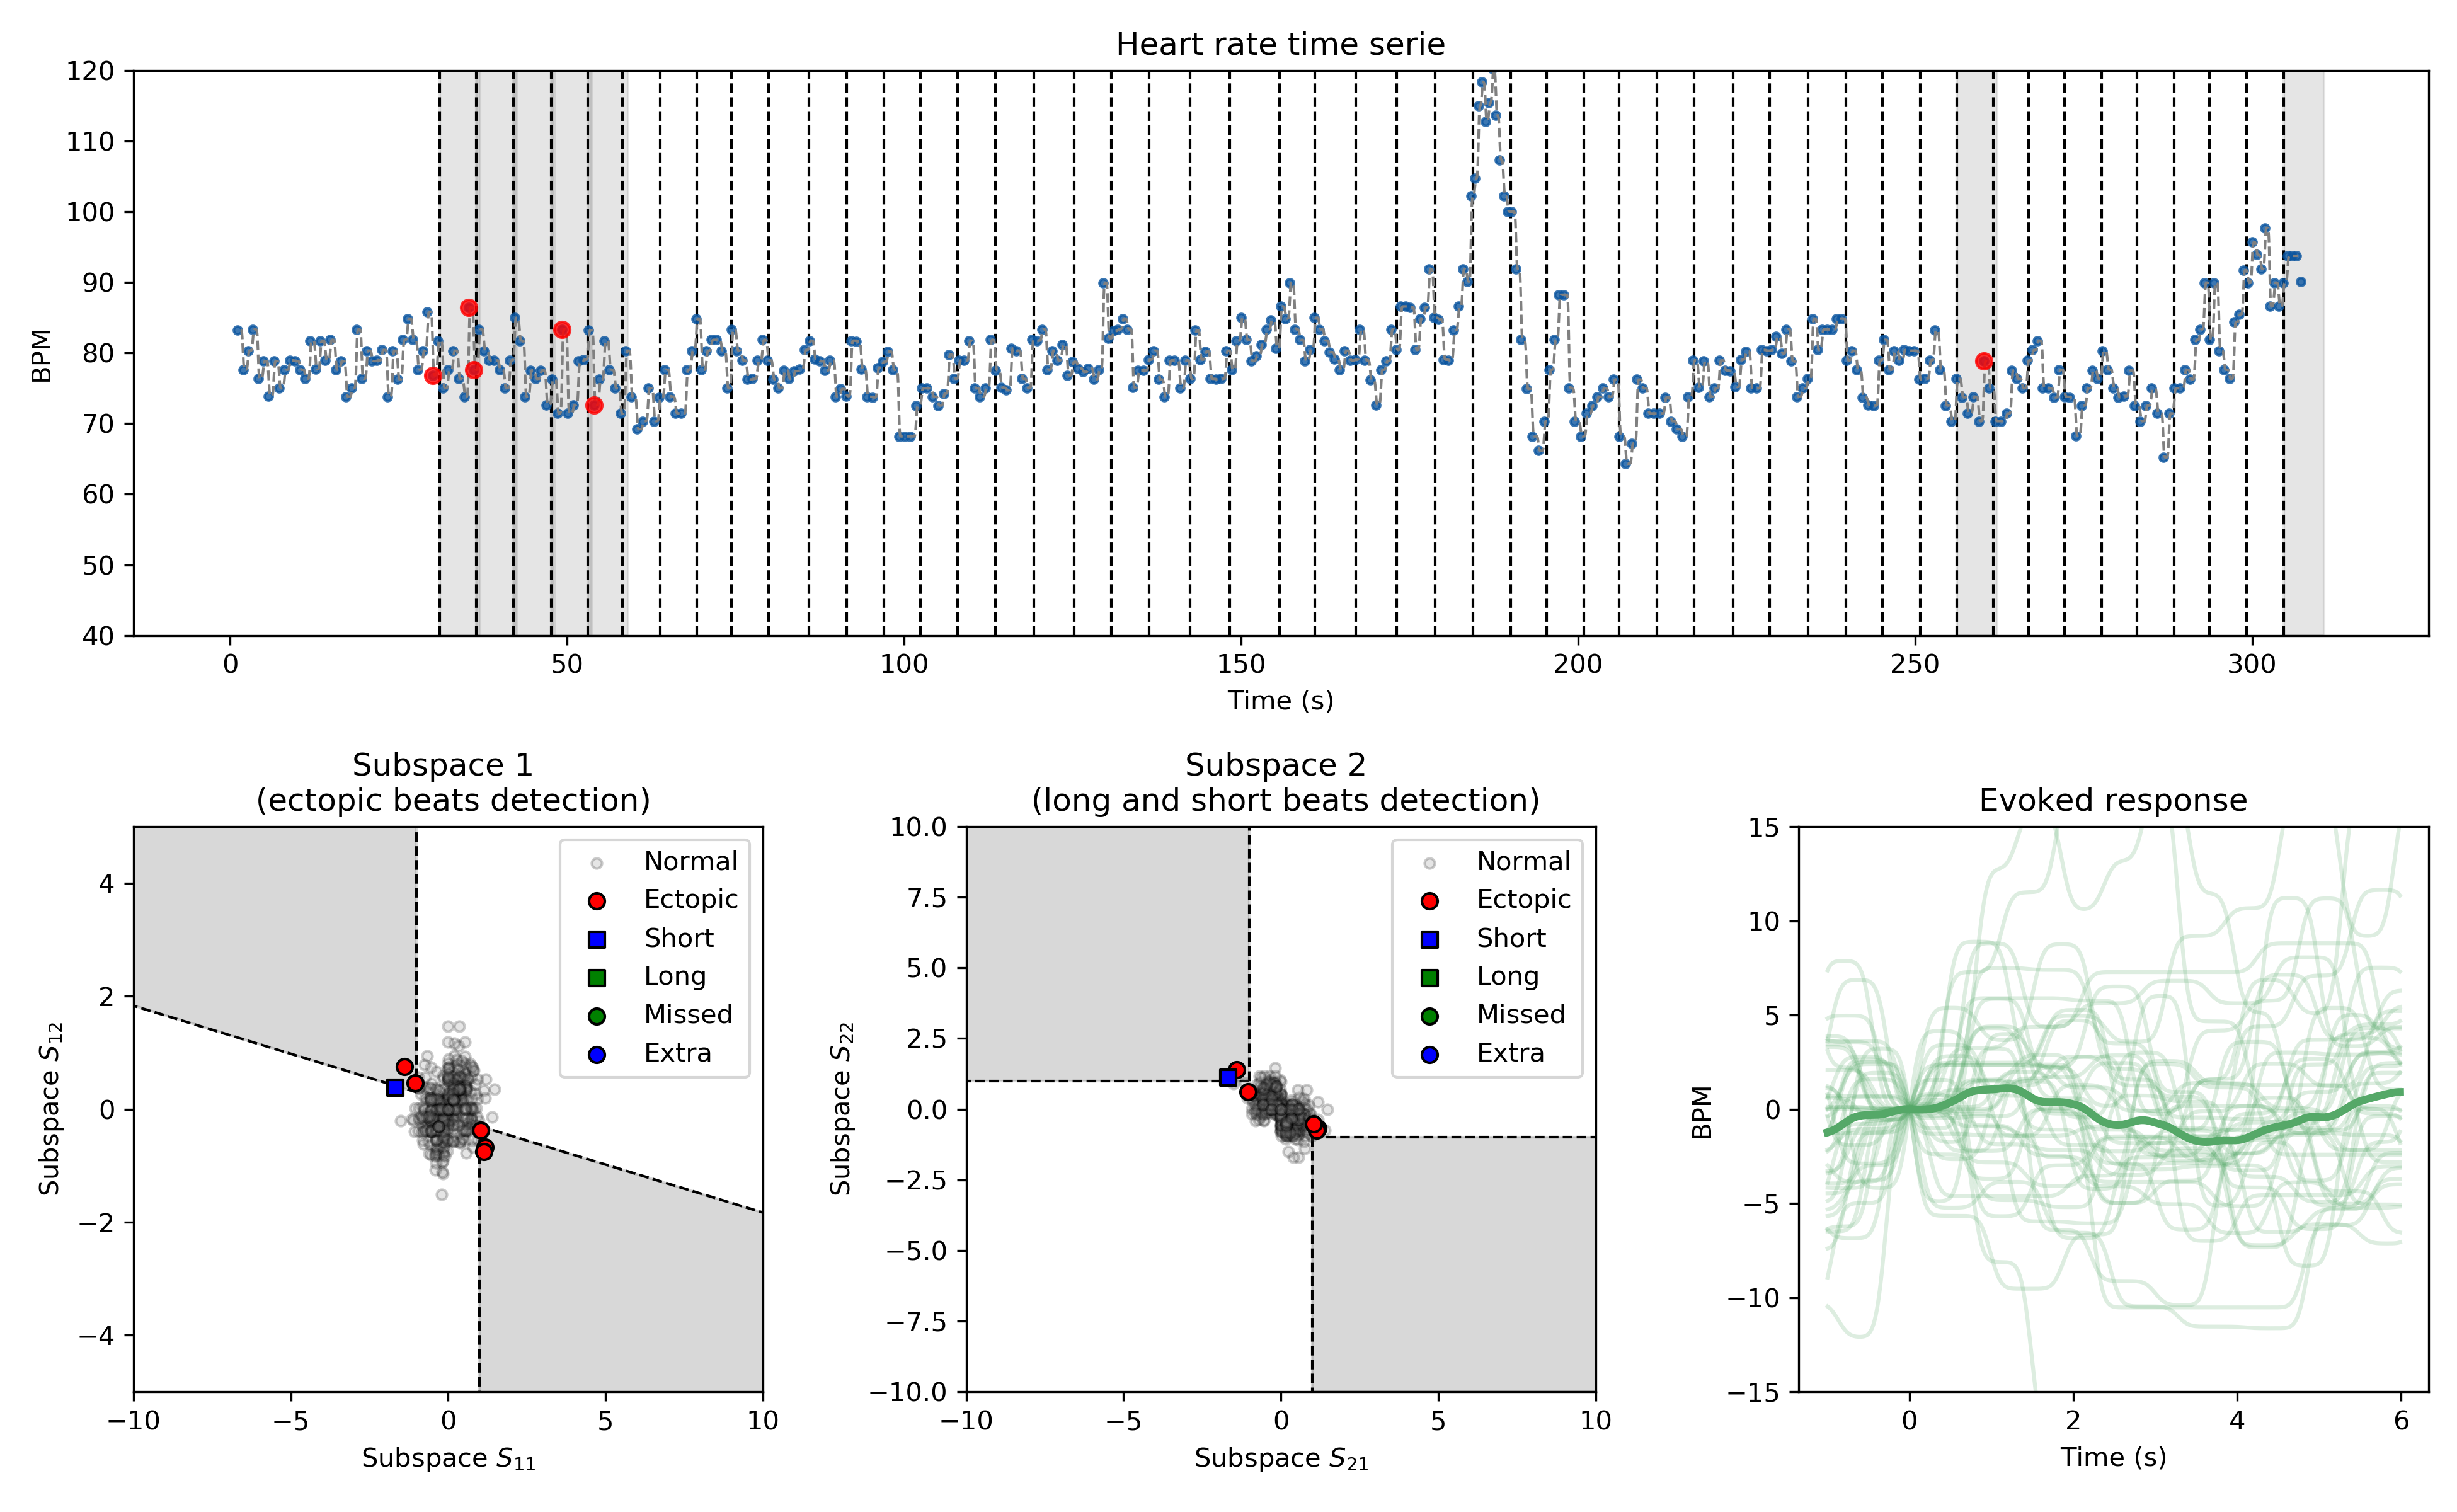 Heart rate time serie
120
110
100
90
80
70
60
50
40
BPM
0 50 100 150 200 250 300
Time (s)
Subspace 1
(ectopic beats detection)
4
2
0
−2
−4
Subspace S12
Normal
Ectopic
Short
Long
Missed
Extra
−10 −5 0 5 10
Subspace S11
Subspace 2
(long and short beats detection)
10.0
7.5
5.0
2.5
0.0
−2.5
−5.0
−7.5
−10.0
Subspace S22
Normal
Ectopic
Short
Long
Missed
Extra
−10 −5 0 5 10
Subspace S21
Evoked response
15
10
5
0
−5
−10
−15
BPM
0 2 4 6
Time (s)